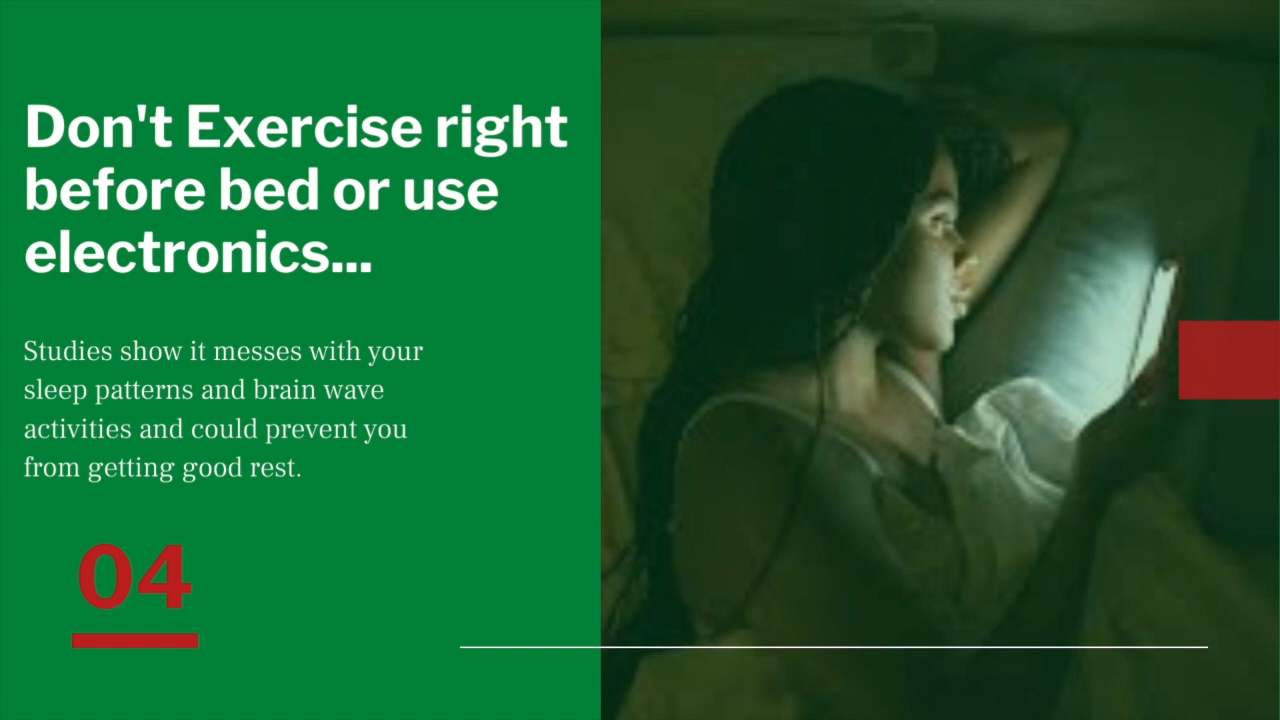 Don't Exercise right
before bed or use
electronics...
Studies show it messes with your
sleep patterns and brain wave
activities and could prevent you
from getting good rest.
04